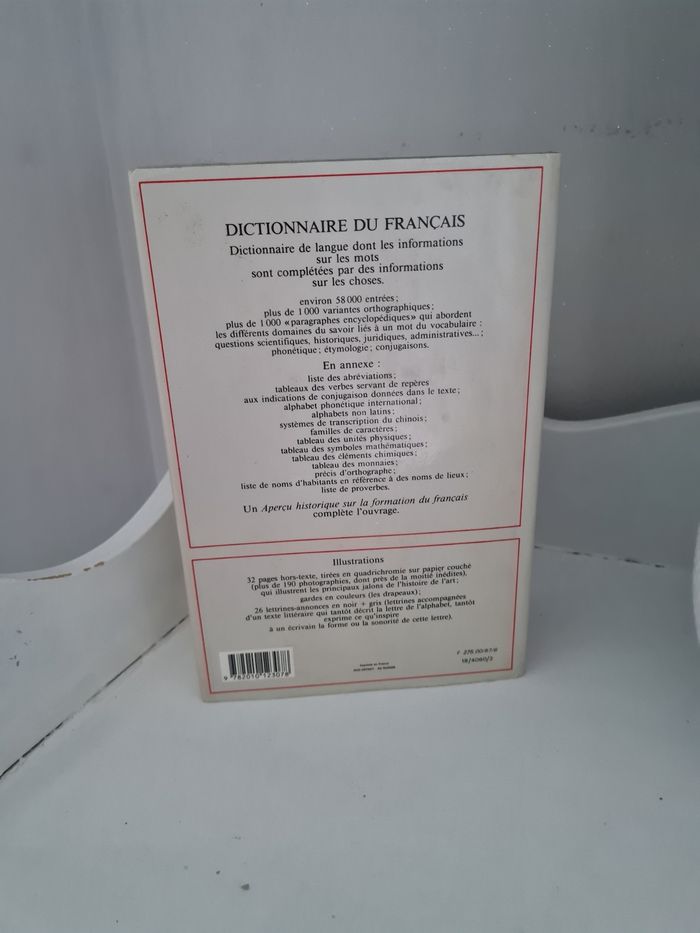 DICTIONNAIRE DU FRANÇAIS
Dictionnaire de langue dont les informations
sur les mots
sont complétées par des informations
sur les choses.
environ 58 000 entrées ;
plus de 1 000 variantes orthographiques ;
plus de 1 000 « paragraphes encyclopédiques » qui abordent
les différents domaines du savoir liés à un mot du vocabulaire :
questions scientifiques, historiques, juridiques, administratives... ;
phonétique ; étymologie ; conjugaisons.
En annexe :
liste des abréviations ;
tableaux des verbes servant de repères
aux indications de conjugaison données dans le texte ;
alphabet phonétique international ;
alphabets non latins ;
systèmes de transcription du chinois ;
familles de caractères ;
tableau des unités physiques ;
tableau des symboles mathématiques ;
tableau des éléments chimiques ;
tableau des monnaies ;
précis d'orthographe ;
liste de noms d'habitants en référence à des noms de lieux ;
liste de proverbes.
Un Aperçu historique sur la formation du français
complète l'ouvrage.
Illustrations
32 pages hors-texte, tirées en quadrichromie sur papier couché
(plus de 190 photographies, dont près de la moitié inédites),
qui illustrent les principaux jalons de l'histoire de l'art ;
gardes en couleurs (les drapeaux) ;
26 lettrines-annonces en noir + gris (lettrines accompagnées
d'un texte littéraire qui tantôt décrit la lettre de l'alphabet, tantôt
exprime ce qu'inspire
à un écrivain la forme ou la sonorité de cette lettre).
9 782010 123078
18/4060/2